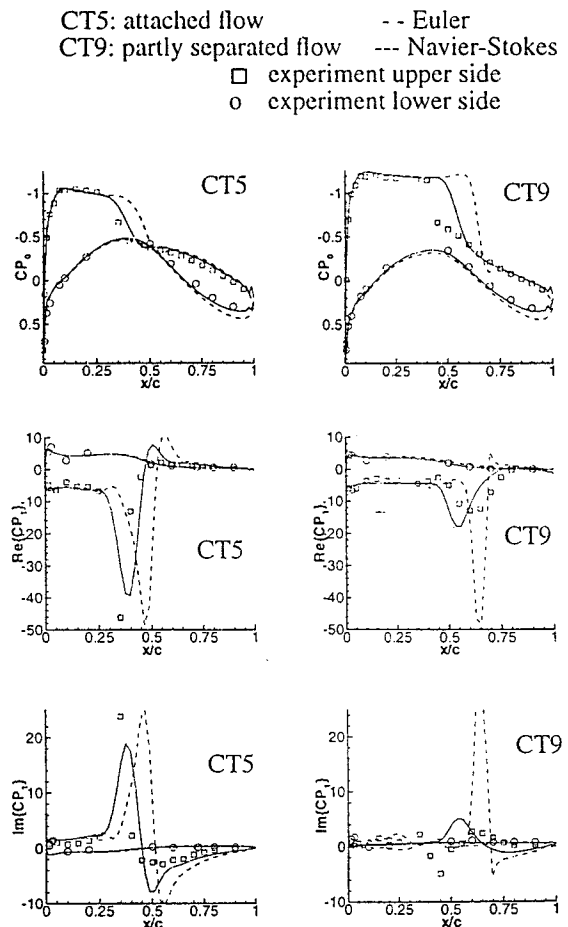 CT5: attached flow - - Euler
CT9: partly separated flow --- Navier-Stokes
□ experiment upper side
○ experiment lower side
CT5
-1
-0.5
0
0.5
CP₀
0 0.25 0.5 0.75 1
x/c
CT9
-1
-0.5
0
0.5
CP₀
0 0.25 0.5 0.75 1
x/c
10
0
-10
-20
-30
-40
-50
Re{CP₁}
CT5
0 0.25 0.5 0.75 1
x/c
10
0
-10
-20
-30
-40
-50
Re{CP₁}
CT9
0 0.25 0.5 0.75 1
x/c
20
10
0
-10
Im{CP₁}
CT5
0 0.25 0.5 0.75 1
x/c
20
10
0
-10
Im{CP₁}
CT9
0 0.25 0.5 0.75 1
x/c